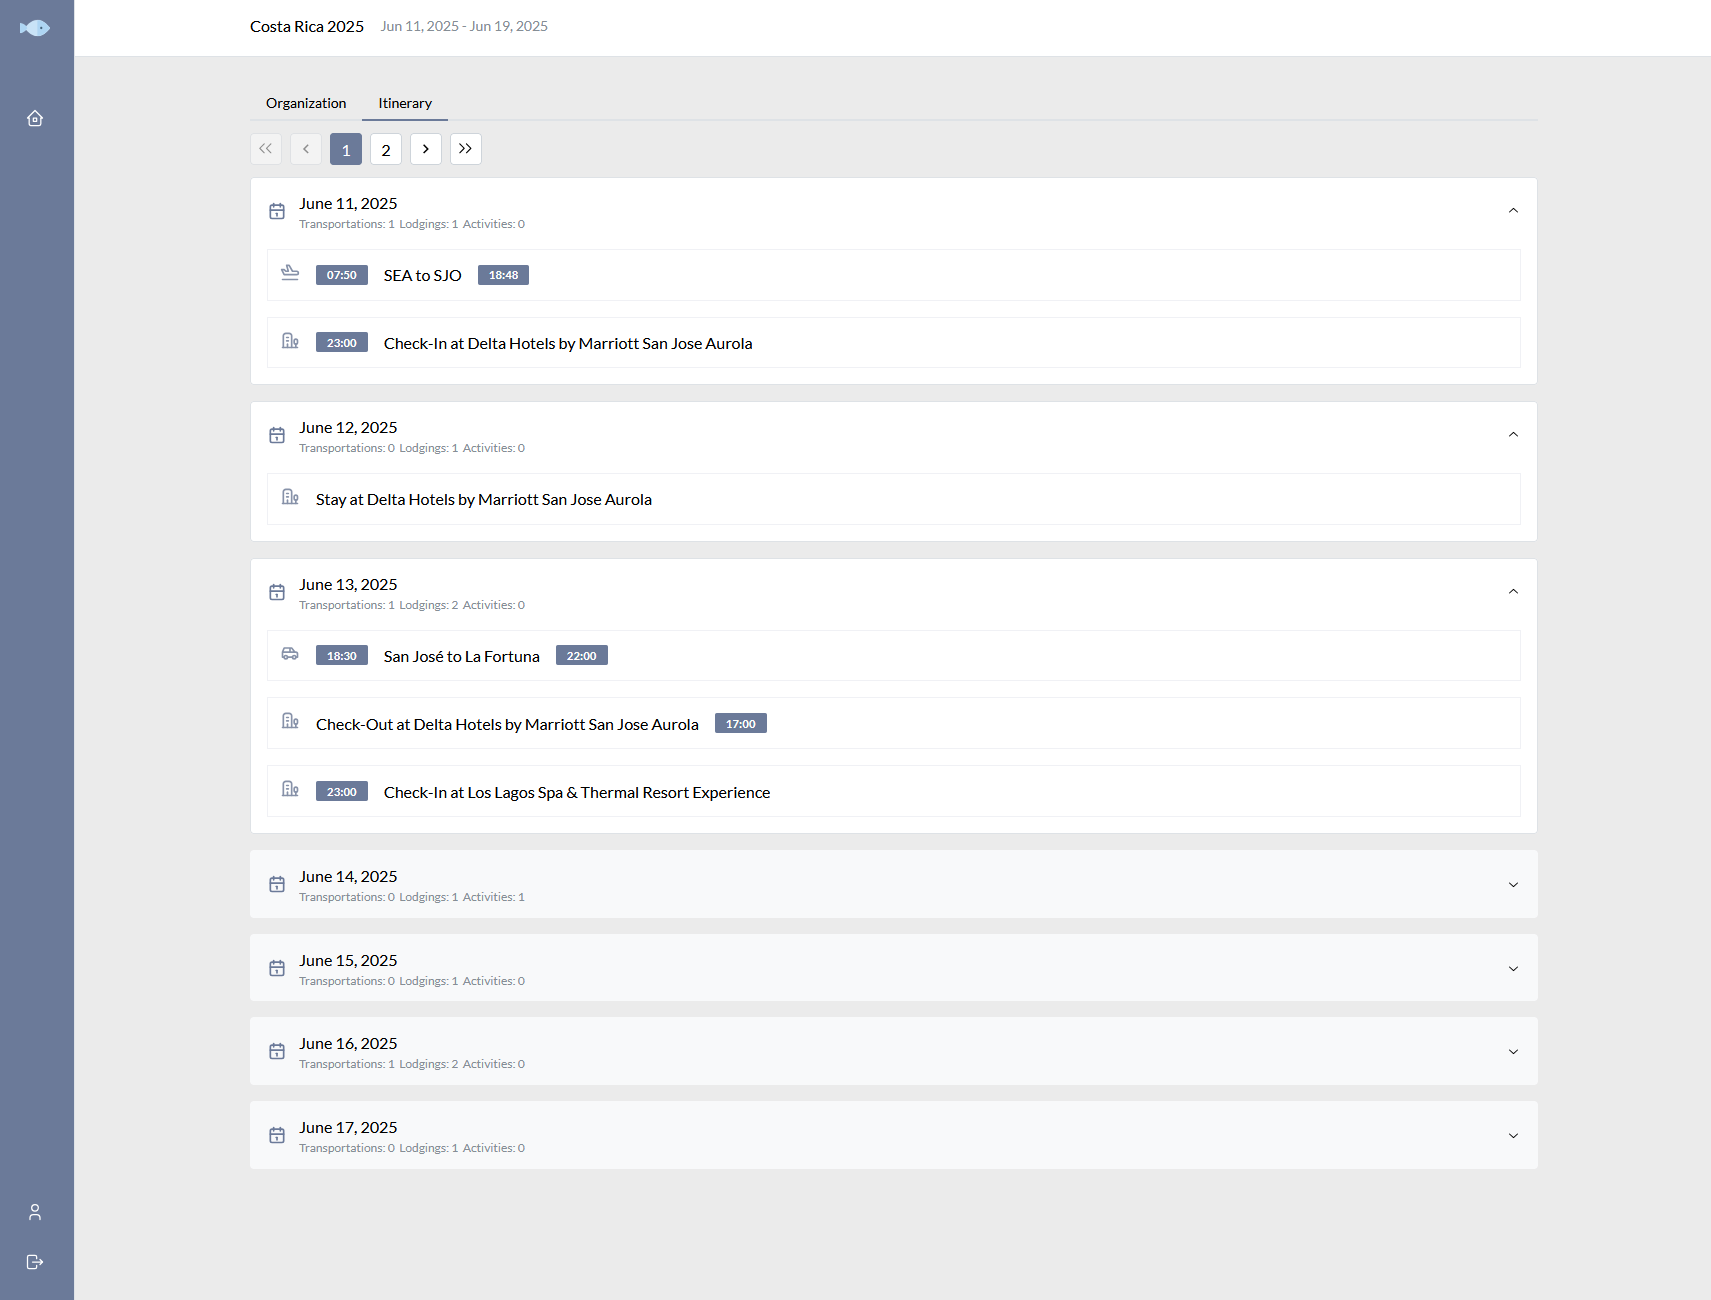 Costa Rica 2025 Jun 11, 2025 - Jun 19, 2025
Organization Itinerary
1 2
June 11, 2025
Transportations: 1 Lodgings: 1 Activities: 0
07:50 SEA to SJO 18:48
23:00 Check-In at Delta Hotels by Marriott San Jose Aurola
June 12, 2025
Transportations: 0 Lodgings: 1 Activities: 0
Stay at Delta Hotels by Marriott San Jose Aurola
June 13, 2025
Transportations: 1 Lodgings: 2 Activities: 0
18:30 San José to La Fortuna 22:00
Check-Out at Delta Hotels by Marriott San Jose Aurola 17:00
23:00 Check-In at Los Lagos Spa & Thermal Resort Experience
June 14, 2025
Transportations: 0 Lodgings: 1 Activities: 1
June 15, 2025
Transportations: 0 Lodgings: 1 Activities: 0
June 16, 2025
Transportations: 1 Lodgings: 2 Activities: 0
June 17, 2025
Transportations: 0 Lodgings: 1 Activities: 0